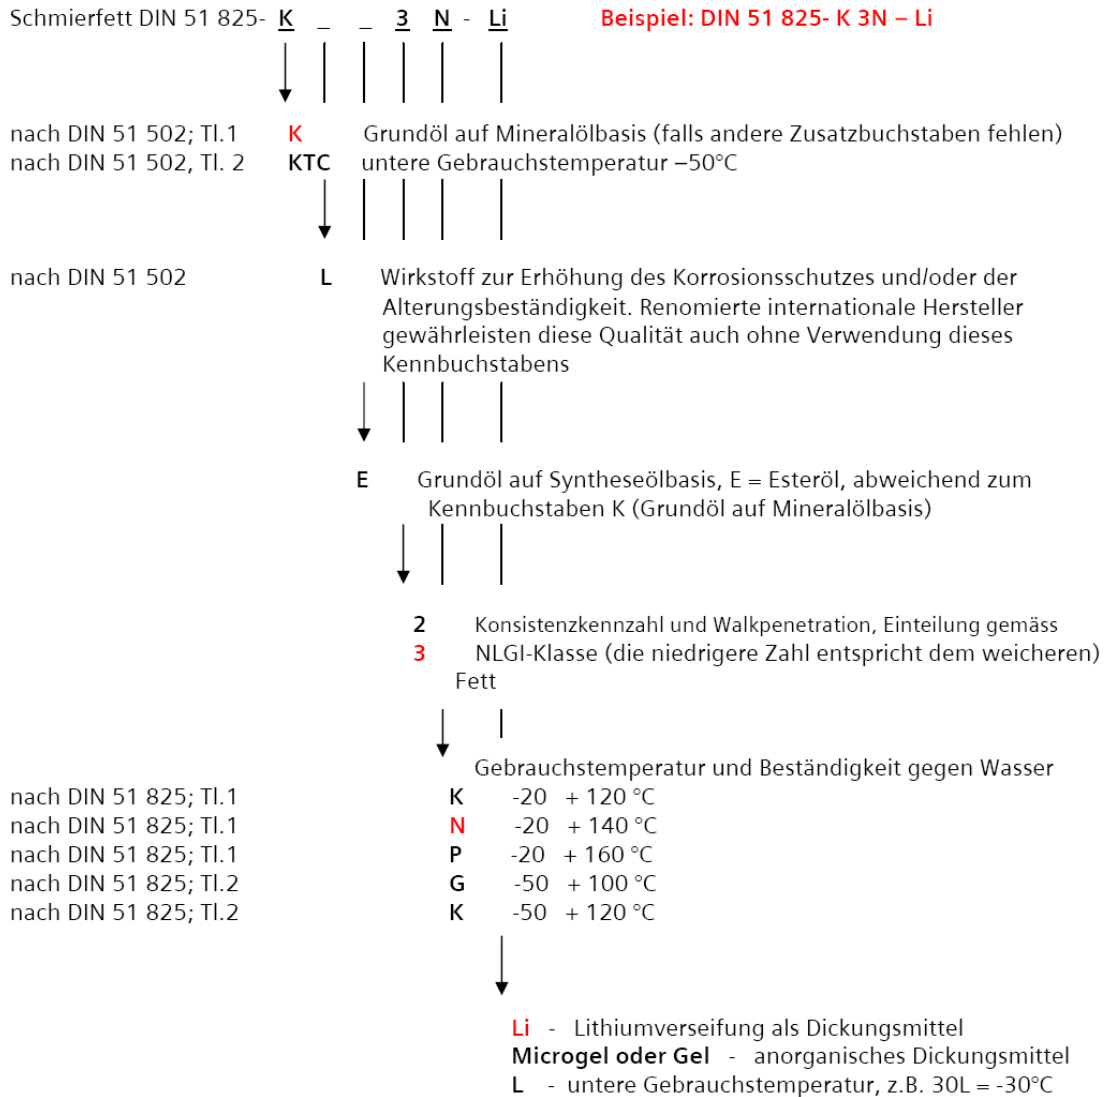 Schmierfett DIN 51 825- K _ _ 3 N - Li Beispiel: DIN 51 825- K 3N – Li
nach DIN 51 502; Tl.1 K Grundöl auf Mineralölbasis (falls andere Zusatzbuchstaben fehlen)
nach DIN 51 502, Tl. 2 KTC untere Gebrauchstemperatur –50°C
nach DIN 51 502 L Wirkstoff zur Erhöhung des Korrosionsschutzes und/oder der
Alterungsbeständigkeit. Renomierte internationale Hersteller
gewährleisten diese Qualität auch ohne Verwendung dieses
Kennbuchstabens
E Grundöl auf Syntheseölbasis, E = Esteröl, abweichend zum
Kennbuchstaben K (Grundöl auf Mineralölbasis)
2 Konsistenzkennzahl und Walkpenetration, Einteilung gemäss
3 NLGI-Klasse (die niedrigere Zahl entspricht dem weicheren)
Fett
Gebrauchstemperatur und Beständigkeit gegen Wasser
nach DIN 51 825; Tl.1 K -20 + 120 °C
nach DIN 51 825; Tl.1 N -20 + 140 °C
nach DIN 51 825; Tl.1 P -20 + 160 °C
nach DIN 51 825; Tl.2 G -50 + 100 °C
nach DIN 51 825; Tl.2 K -50 + 120 °C
Li - Lithiumverseifung als Dickungsmittel
Microgel oder Gel - anorganisches Dickungsmittel
L - untere Gebrauchstemperatur, z.B. 30L = -30°C